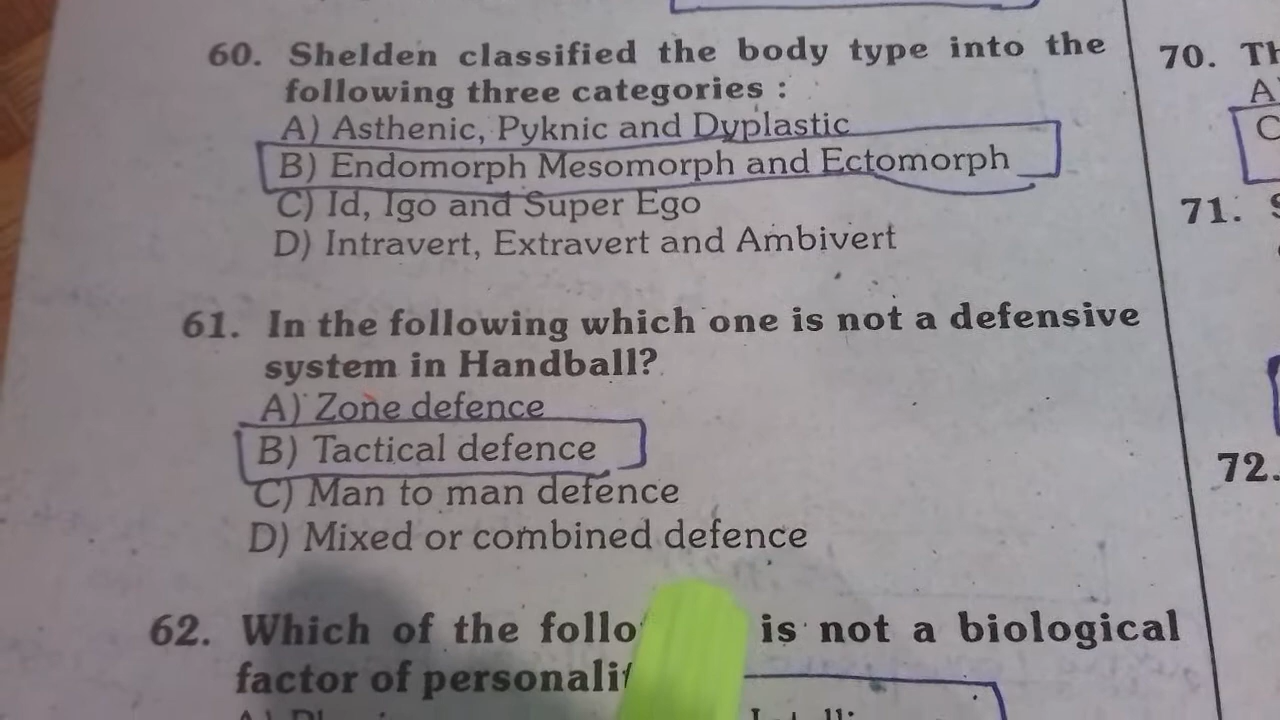 60. Shelden classified the body type into the
following three categories :
A) Asthenic, Pyknic and Dyplastic
B) Endomorph Mesomorph and Ectomorph
C) Id, Igo and Super Ego
D) Intravert, Extravert and Ambivert
61. In the following which one is not a defensive
system in Handball?
A) Zone defence
B) Tactical defence
C) Man to man defence
D) Mixed or combined defence
62. Which of the is not a biological
factor of
70.
A
C
71.
72.